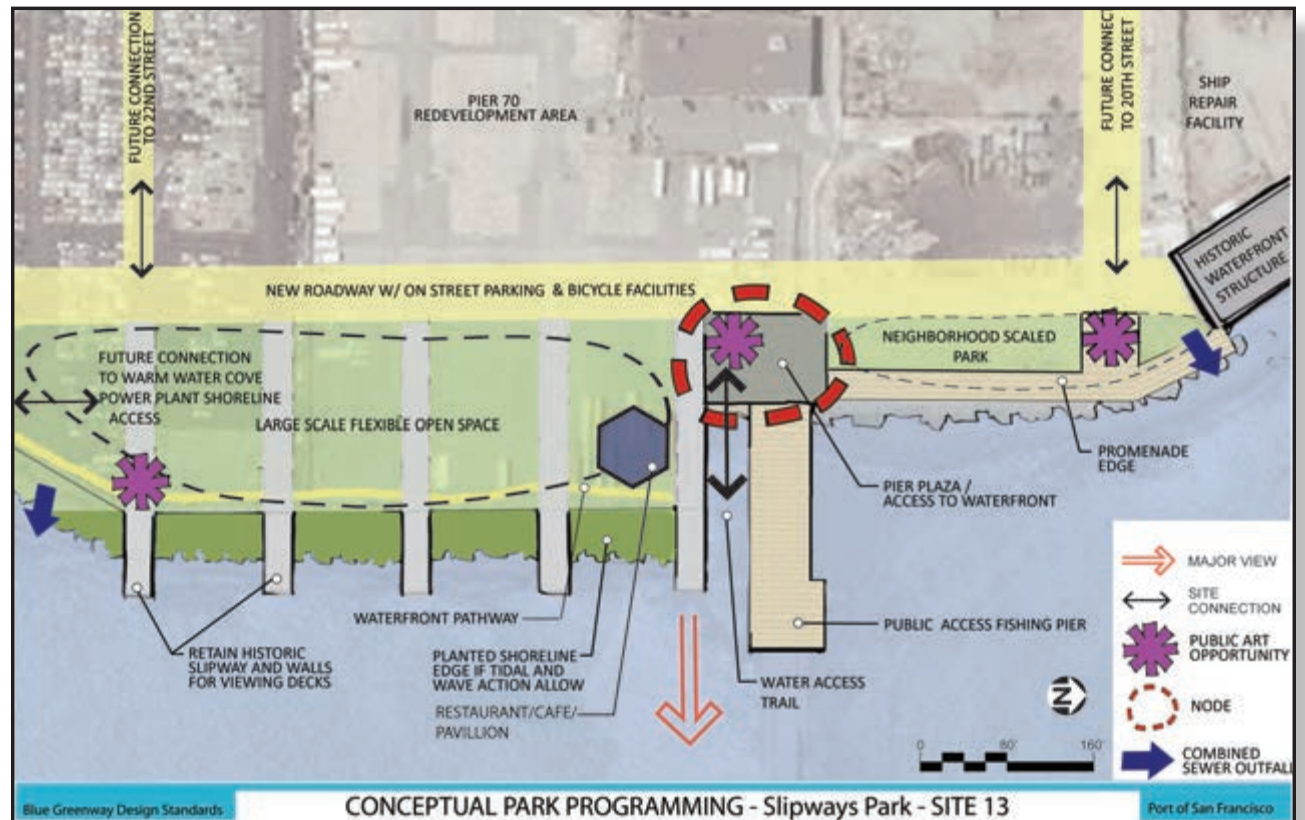 FUTURE CONNECTION
TO 22ND STREET
PIER 70
REDEVELOPMENT AREA
FUTURE CONNECT
TO 20TH STREET
SHIP
REPAIR
FACILITY
HISTORIC
WATERFRONT
STRUCTURE
NEW ROADWAY W/ ON STREET PARKING & BICYCLE FACILITIES
NEIGHBORHOOD SCALED
PARK
FUTURE CONNECTION
TO WARM WATER COVE
POWER PLANT SHORELINE
ACCESS
LARGE SCALE FLEXIBLE OPEN SPACE
PROMENADE
EDGE
PIER PLAZA /
ACCESS TO WATERFRONT
WATERFRONT PATHWAY
PUBLIC ACCESS FISHING PIER
RETAIN HISTORIC
SLIPWAY AND WALLS
FOR VIEWING DECKS
PLANTED SHORELINE
EDGE IF TIDAL AND
WAVE ACTION ALLOW
RESTAURANT/CAFE/
PAVILLION
WATER ACCESS
TRAIL
N
0 80' 160'
MAJOR VIEW
SITE
CONNECTION
PUBLIC ART
OPPORTUNITY
NODE
COMBINED
SEWER OUTFALL
Blue Greenway Design Standards
CONCEPTUAL PARK PROGRAMMING - Slipways Park - SITE 13
Port of San Francisco